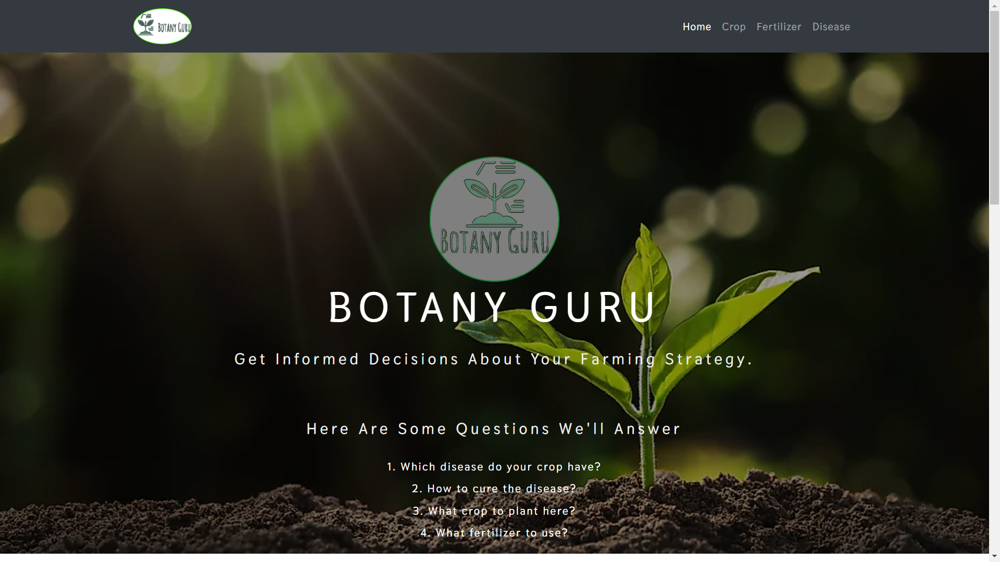 Botany Guru
Home Crop Fertilizer Disease
Botany Guru
BOTANY GURU
Get Informed Decisions About Your Farming Strategy.
Here Are Some Questions We'll Answer
1. Which disease do your crop have?
2. How to cure the disease?
3. What crop to plant here?
4. What fertilizer to use?